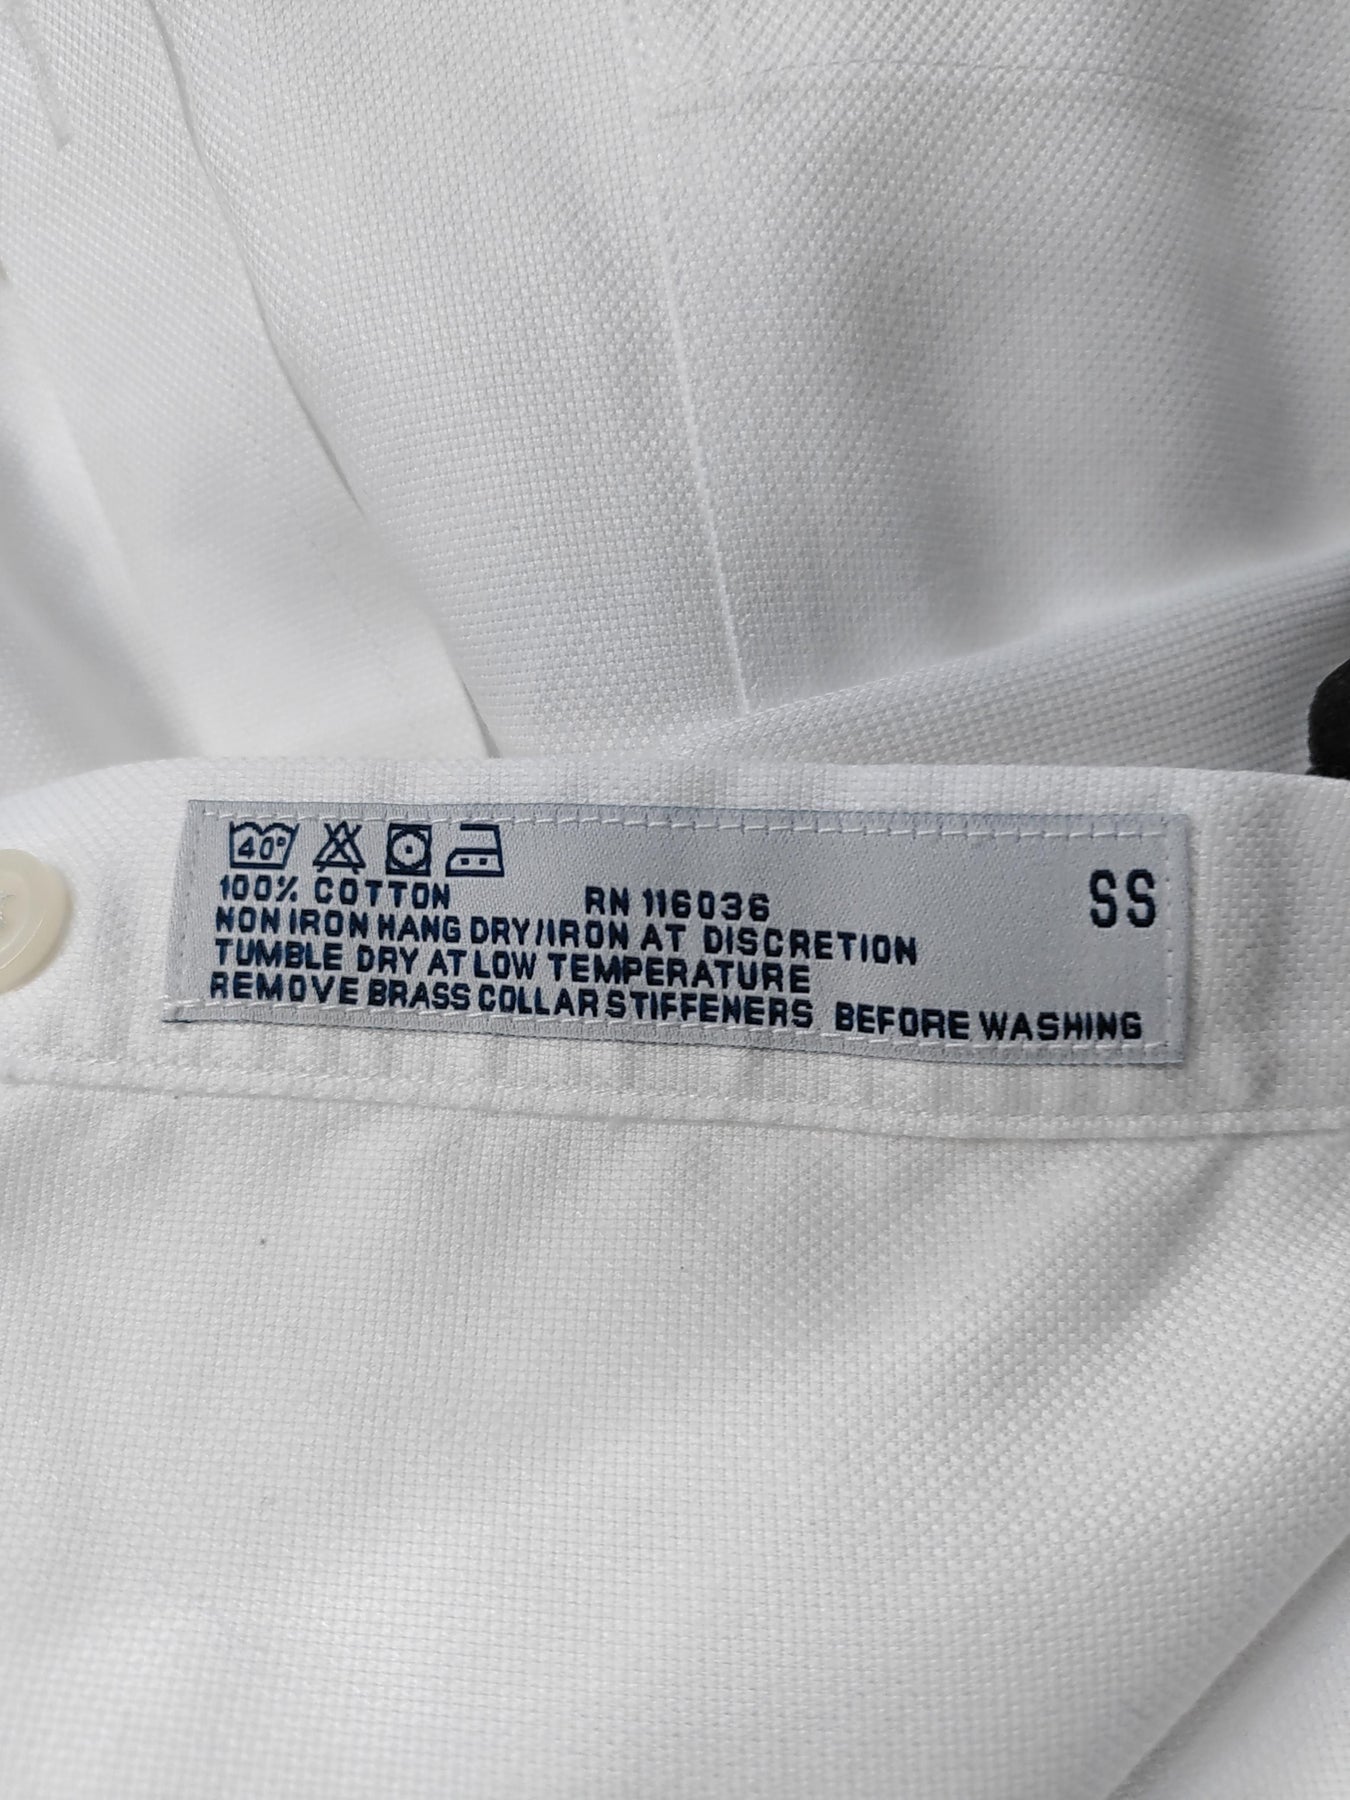 40°
100% COTTON RN 116036 SS
NON IRON HANG DRY/IRON AT DISCRETION
TUMBLE DRY AT LOW TEMPERATURE
REMOVE BRASS COLLAR STIFFENERS BEFORE WASHING